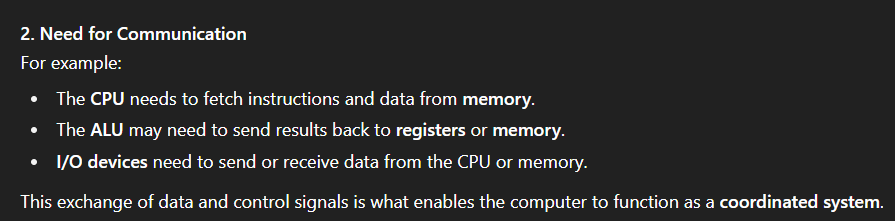 2. Need for Communication
For example:
• The CPU needs to fetch instructions and data from memory.
• The ALU may need to send results back to registers or memory.
• I/O devices need to send or receive data from the CPU or memory.
This exchange of data and control signals is what enables the computer to function as a coordinated system.